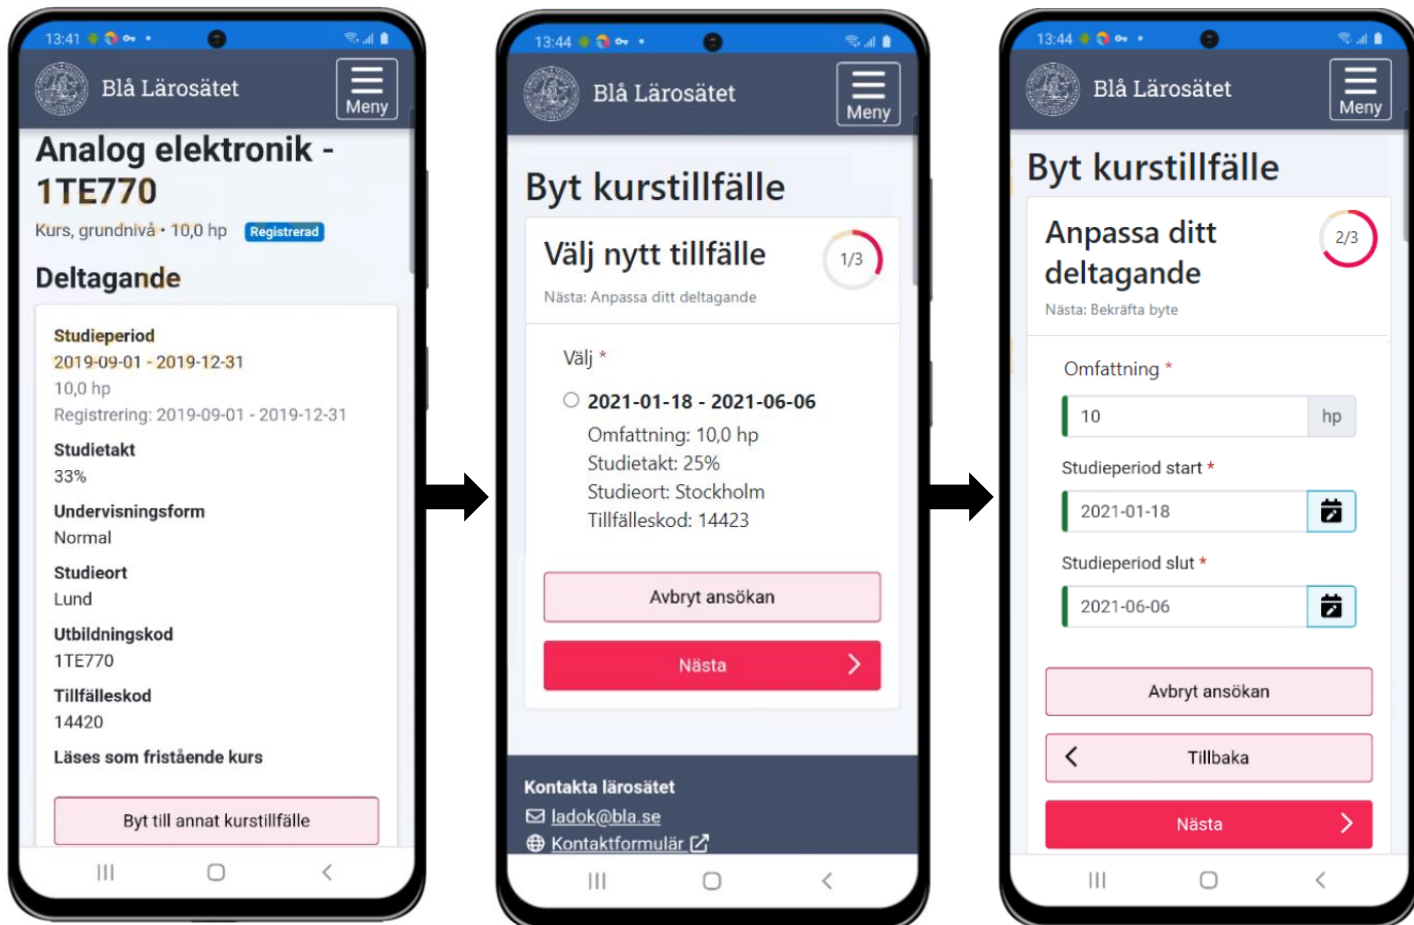 13:41
Blå Lärosätet
Meny
Analog elektronik -
1TE770
Kurs, grundnivå • 10,0 hp Registrerad
Deltagande
Studieperiod
2019-09-01 - 2019-12-31
10,0 hp
Registrering: 2019-09-01 - 2019-12-31
Studietakt
33%
Undervisningsform
Normal
Studieort
Lund
Utbildningskod
1TE770
Tillfälleskod
14420
Läses som fristående kurs
Byt till annat kurstillfälle
13:44
Blå Lärosätet
Meny
Byt kurstillfälle
Välj nytt tillfälle
1/3
Nästa: Anpassa ditt deltagande
Välj *
2021-01-18 - 2021-06-06
Omfattning: 10,0 hp
Studietakt: 25%
Studieort: Stockholm
Tillfälleskod: 14423
Avbryt ansökan
Nästa
Kontakta lärosätet
ladok@bla.se
Kontaktformulär
13:44
Blå Lärosätet
Meny
Byt kurstillfälle
Anpassa ditt
deltagande
2/3
Nästa: Bekräfta byte
Omfattning *
10 hp
Studieperiod start *
2021-01-18
Studieperiod slut *
2021-06-06
Avbryt ansökan
Tillbaka
Nästa